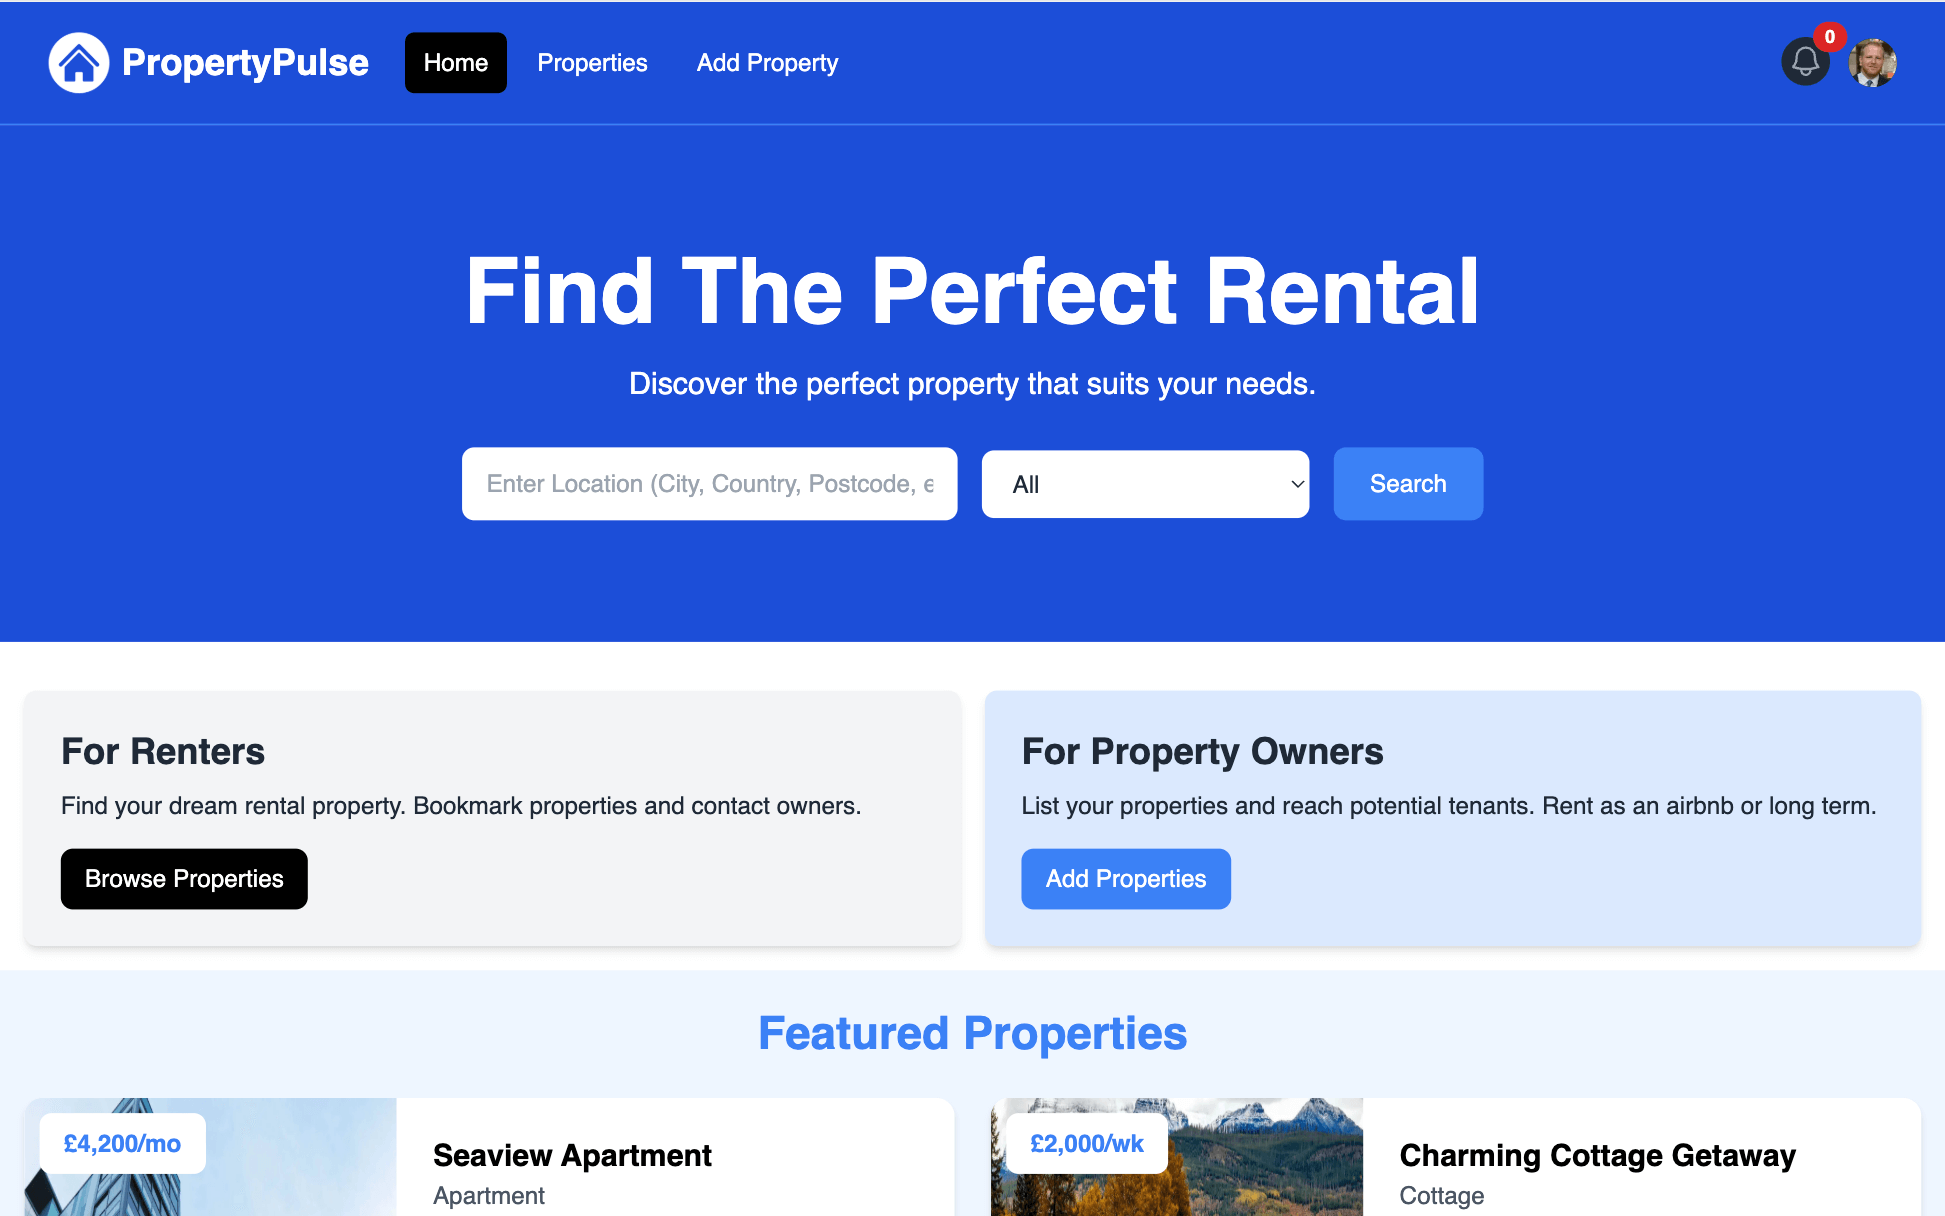 PropertyPulse
Home
Properties
Add Property
0
Find The Perfect Rental
Discover the perfect property that suits your needs.
Enter Location (City, Country, Postcode, e
All
Search
For Renters
Find your dream rental property. Bookmark properties and contact owners.
Browse Properties
For Property Owners
List your properties and reach potential tenants. Rent as an airbnb or long term.
Add Properties
Featured Properties
£4,200/mo
Seaview Apartment
Apartment
£2,000/wk
Charming Cottage Getaway
Cottage